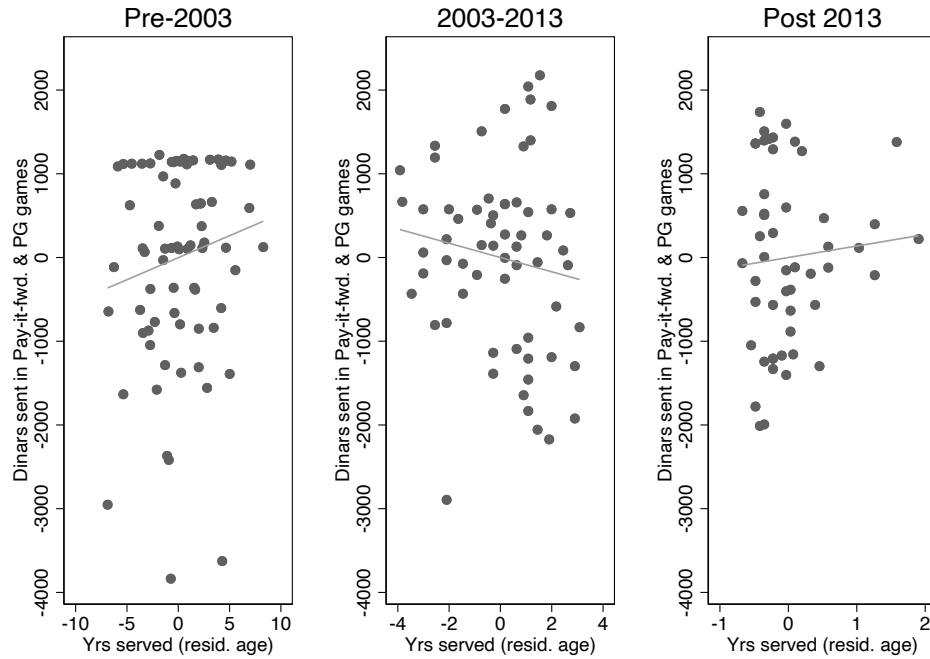 Pre-2003
2003-2013
Post 2013
Dinars sent in Pay-it-fwd. & PG games
2000
1000
0
-1000
-2000
-3000
-4000
-10 -5 0 5 10
Yrs served (resid. age)
Dinars sent in Pay-it-fwd. & PG games
2000
1000
0
-1000
-2000
-3000
-4000
-4 -2 0 2 4
Yrs served (resid. age)
Dinars sent in Pay-it-fwd. & PG games
2000
1000
0
-1000
-2000
-3000
-4000
-1 0 1 2
Yrs served (resid. age)